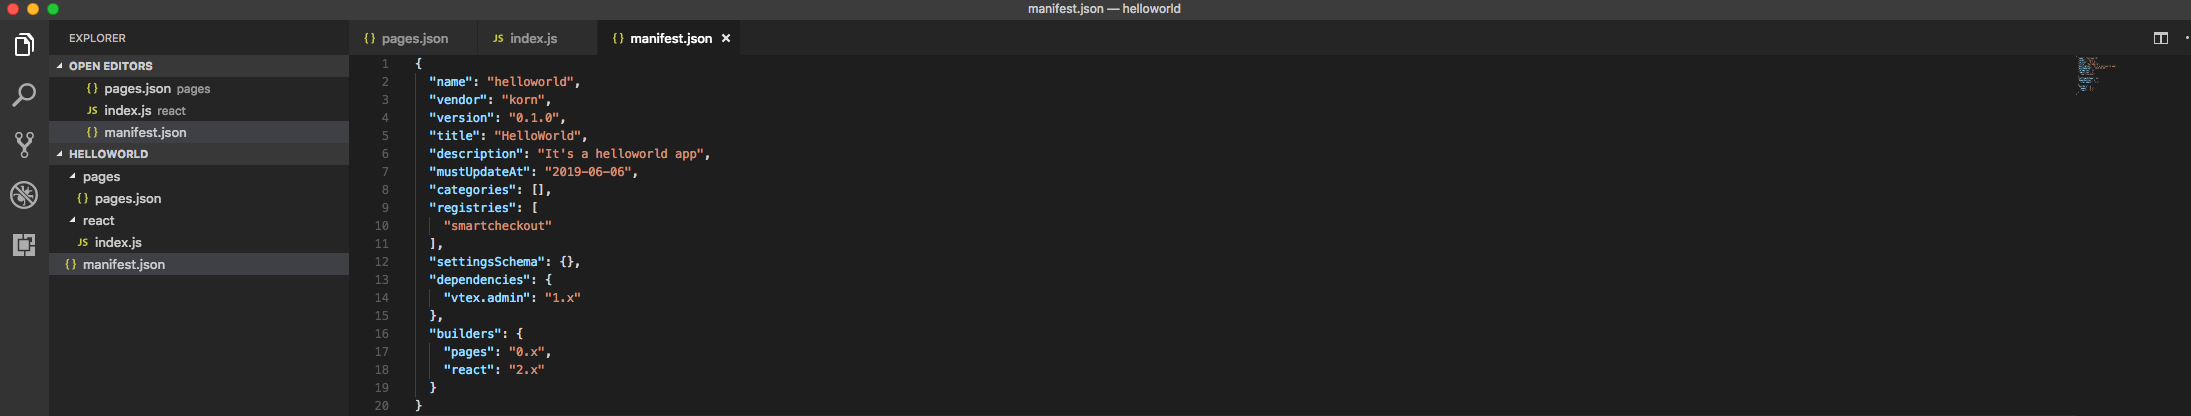 manifest.json — helloworld
EXPLORER
OPEN EDITORS
{} pages.json pages
JS index.js react
{} manifest.json
HELLOWORLD
pages
{} pages.json
react
JS index.js
{} manifest.json
{} pages.json
JS index.js
{} manifest.json ×
1 {
2 "name": "helloworld",
3 "vendor": "korn",
4 "version": "0.1.0",
5 "title": "HelloWorld",
6 "description": "It's a helloworld app",
7 "mustUpdateAt": "2019-06-06",
8 "categories": [],
9 "registries": [
10 "smartcheckout"
11 ],
12 "settingsSchema": {},
13 "dependencies": {
14 "vtex.admin": "1.x"
15 },
16 "builders": {
17 "pages": "0.x",
18 "react": "2.x"
19 }
20 }